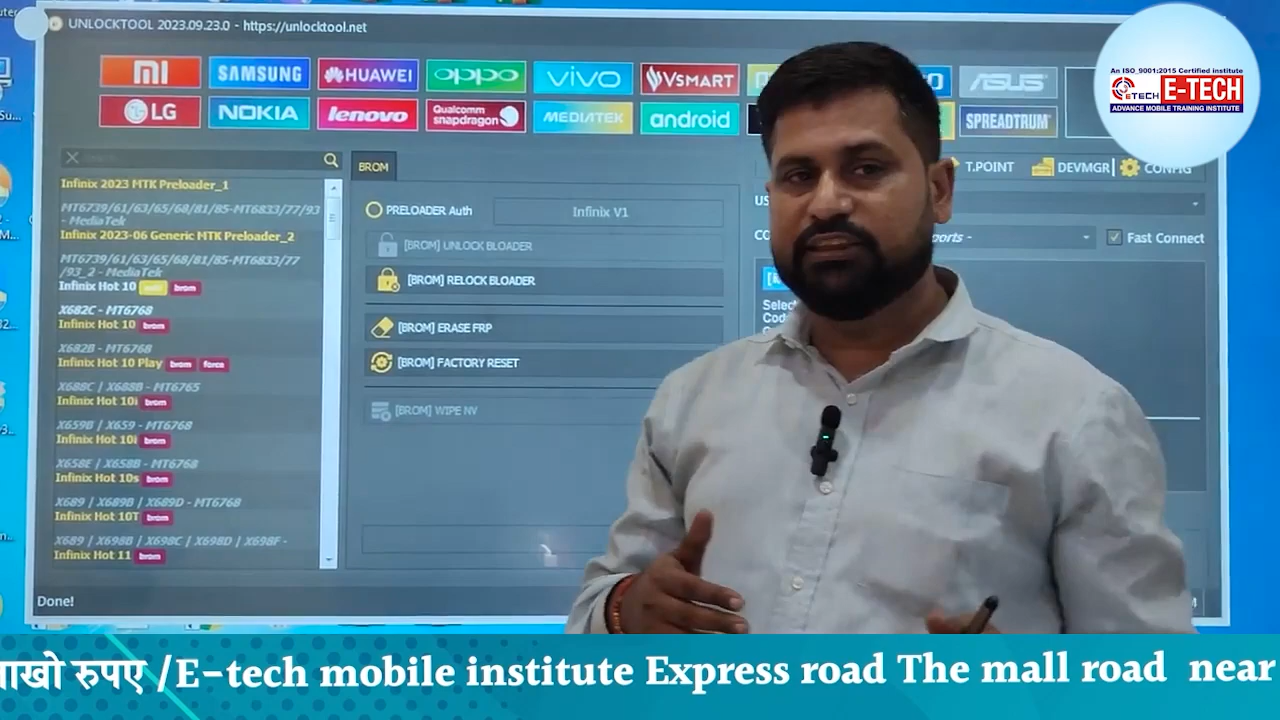 UNLOCKTOOL 2023.09.23.0 - https://unlocktool.net
An ISO_9001:2015 Certified institute
ETECH E-TECH
ADVANCE MOBILE TRAINING INSTITUTE
MI SAMSUNG HUAWEI oppo vivo VSMART ASUS
LG NOKIA lenovo Qualcomm snapdragon MEDIATEK android SPREADTRUM
BROM
T.POINT DEVMGR CONFIG
Infinix 2023 MTK Preloader_1
MT6739/61/63/65/68/81/85-MT6833/77/93
- MediaTek
Infinix 2023-06 Generic MTK Preloader_2
MT6739/61/63/65/68/81/85-MT6833/77
/93_2 - MediaTek
Infinix Hot 10 brom
X682C - MT6768
Infinix Hot 10 brom
X682B - MT6768
Infinix Hot 10 Play brom force
X688C | X688B - MT6765
Infinix Hot 10i brom
X659B | X659 - MT6768
Infinix Hot 10i brom
X658E | X658B - MT6768
Infinix Hot 10s brom
X689 | X689B | X689D - MT6768
Infinix Hot 10T brom
X689 | X698B | X698C | X698D | X698F -
Infinix Hot 11 brom
PRELOADER Auth Infinix V1
[BROM] UNLOCK BLOADER
[BROM] RELOCK BLOADER
[BROM] ERASE FRP
[BROM] FACTORY RESET
[BROM] WIPE NV
Fast Connect
Done!
रुपए /E-tech mobile institute Express road The mall road near